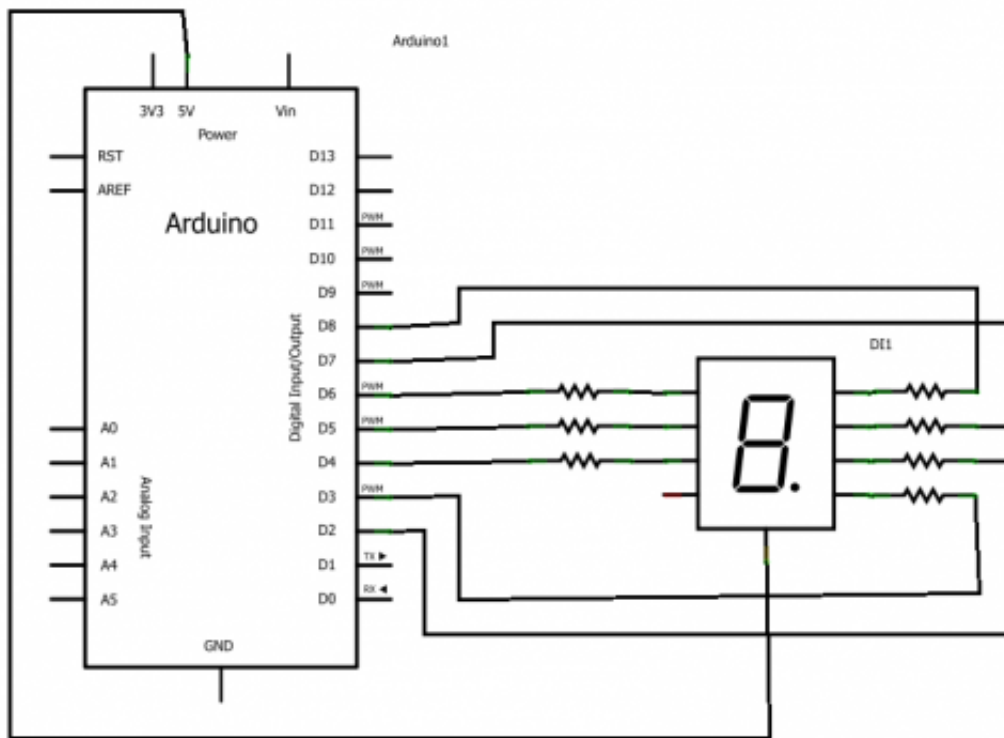 Arduino1
3V3 5V Vin
Power
RST D13
AREF D12
Arduino
D11 PWM
D10 PWM
D9 PWM
D8
D7
DI1
D6 PWM
A0 D5 PWM
A1 D4
A2 D3 PWM
A3 D2
A4 D1 TX ▶
A5 D0 RX ◀
Digital Input/Output
Analog Input
GND